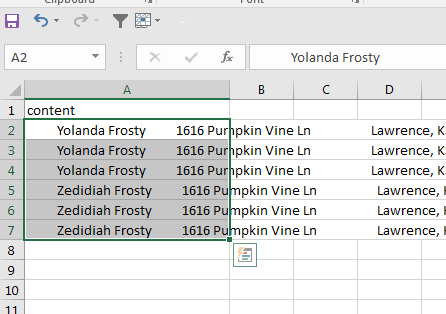 A2 fx Yolanda Frosty
A B C D
1 content
2 Yolanda Frosty 1616 Pumpkin Vine Ln Lawrence, K
3 Yolanda Frosty 1616 Pumpkin Vine Ln Lawrence, K
4 Yolanda Frosty 1616 Pumpkin Vine Ln Lawrence, K
5 Zedidiah Frosty 1616 Pumpkin Vine Ln Lawrence,
6 Zedidiah Frosty 1616 Pumpkin Vine Ln Lawrence,
7 Zedidiah Frosty 1616 Pumpkin Vine Ln Lawrence,
8
9
10
11